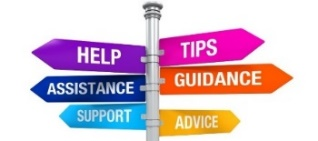 HELP
TIPS
ASSISTANCE
GUIDANCE
SUPPORT
ADVICE